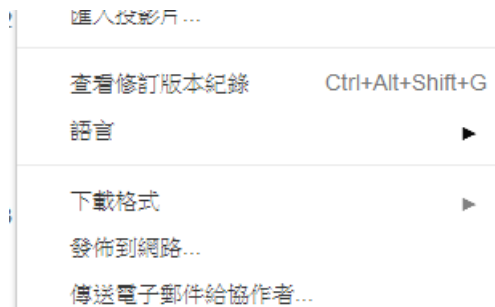 匯入投影片...
查看修訂版本紀錄 Ctrl+Alt+Shift+G
語言 ►
下載格式 ►
發佈到網路...
傳送電子郵件給協作者...